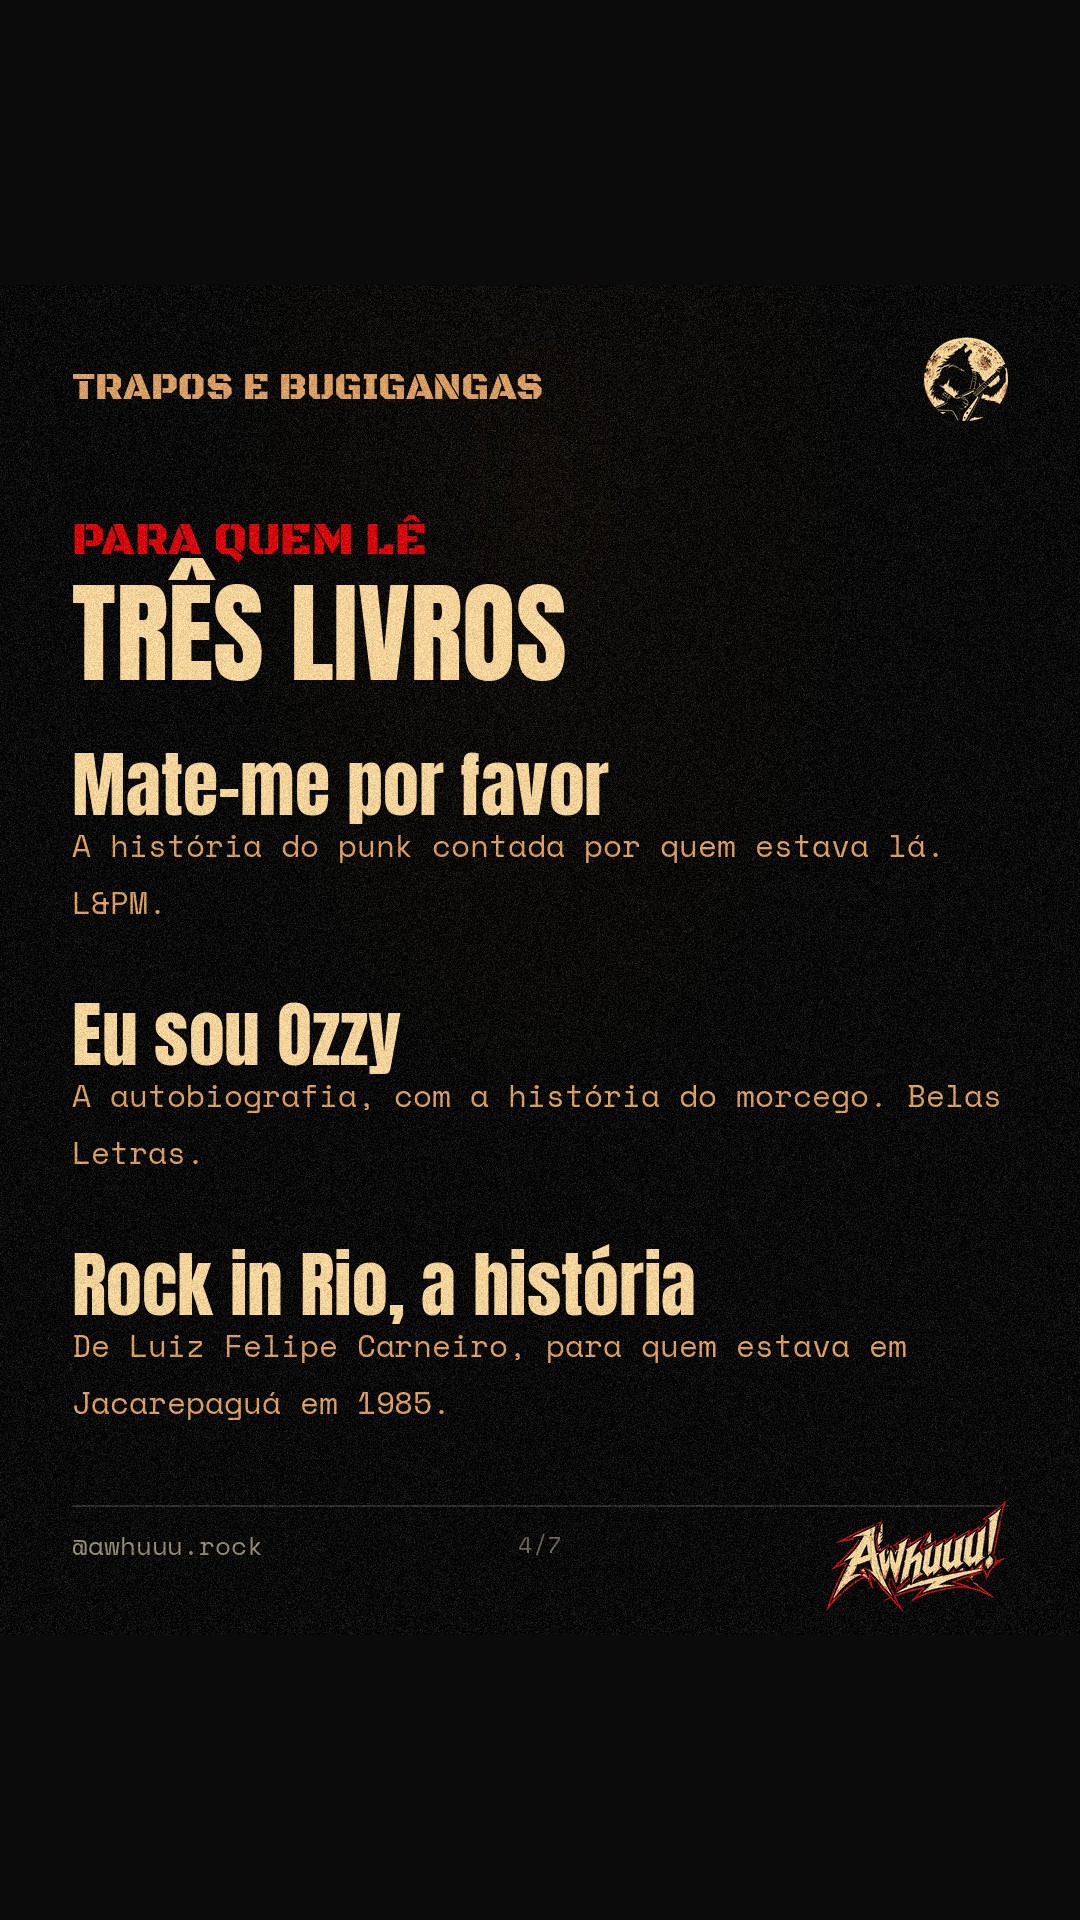 TRAPOS E BUGIGANGAS
PARA QUEM LÊ
TRÊS LIVROS
Mate-me por favor
A história do punk contada por quem estava lá.
L&PM.
Eu sou Ozzy
A autobiografia, com a história do morcego. Belas
Letras.
Rock in Rio, a história
De Luiz Felipe Carneiro, para quem estava em
Jacarepaguá em 1985.
@awhuuu.rock
4/7
Awhuuu!